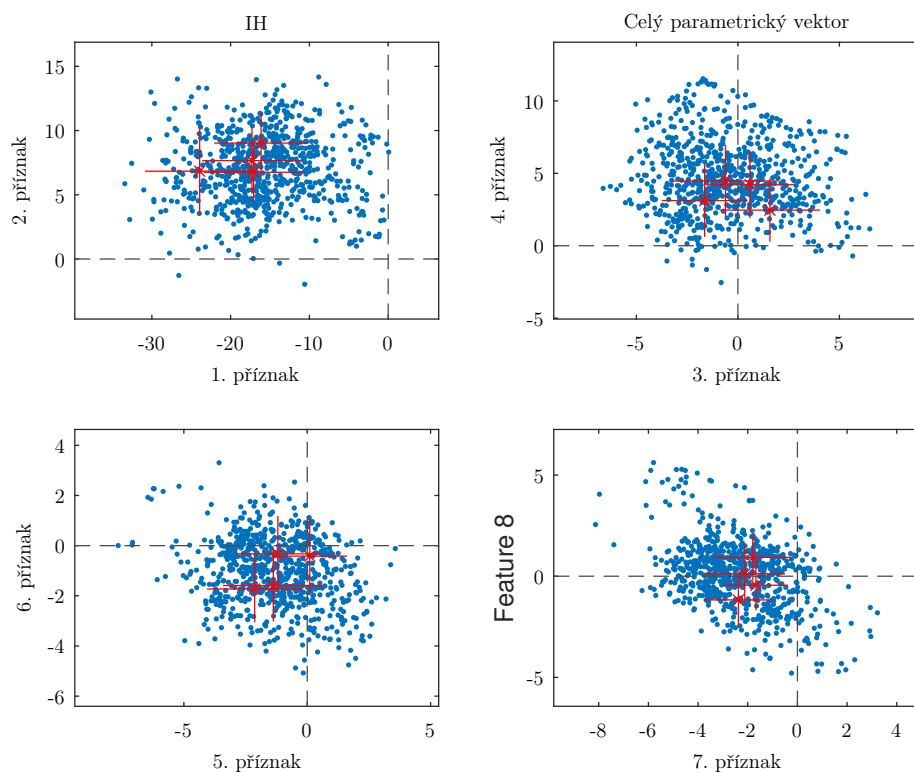 IH
15
10
5
0
2. příznak
-30 -20 -10 0
1. příznak
Celý parametrický vektor
10
5
0
-5
4. příznak
-5 0 5
3. příznak
4
2
0
-2
-4
-6
6. příznak
-5 0 5
5. příznak
5
0
-5
Feature 8
-8 -6 -4 -2 0 2 4
7. příznak